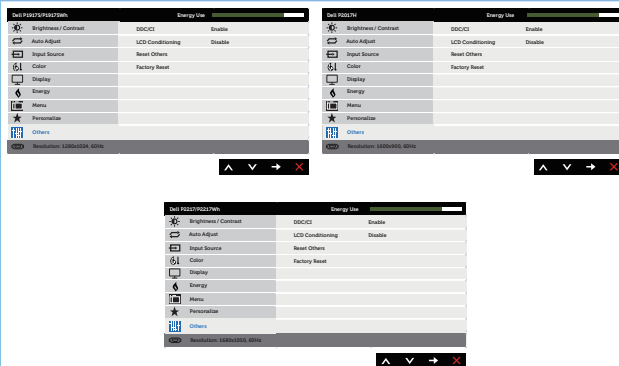 Dell P1917S/P1917SWh Energy Use
Brightness / Contrast DDC/CI Enable
Auto Adjust LCD Conditioning Disable
Input Source Reset Others
Color Factory Reset
Display
Energy
Menu
Personalize
Others
Resolution: 1280x1024, 60Hz
Dell P2017H Energy Use
Brightness / Contrast DDC/CI Enable
Auto Adjust LCD Conditioning Disable
Input Source Reset Others
Color Factory Reset
Display
Energy
Menu
Personalize
Others
Resolution: 1600x900, 60Hz
Dell P2217/P2217Wh Energy Use
Brightness / Contrast DDC/CI Enable
Auto Adjust LCD Conditioning Disable
Input Source Reset Others
Color Factory Reset
Display
Energy
Menu
Personalize
Others
Resolution: 1680x1050, 60Hz